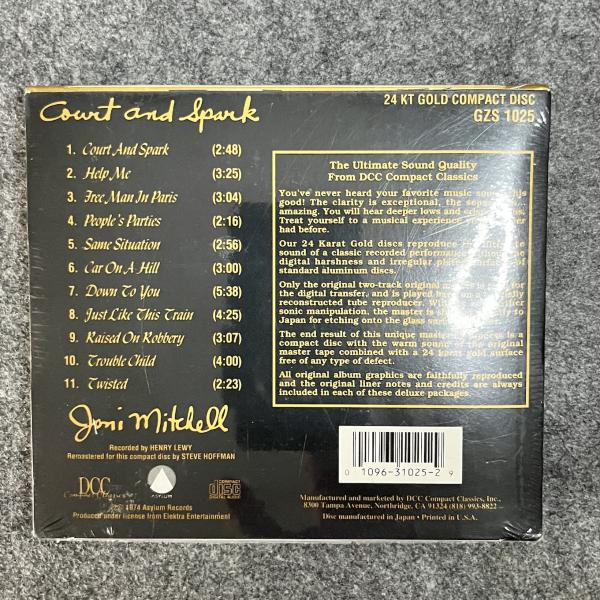 Court and Spark
24 KT GOLD COMPACT DISC
GZS 1025
1. Court And Spark (2:48)
2. Help Me (3:25)
3. Free Man In Paris (3:04)
4. People's Parties (2:16)
5. Same Situation (2:56)
6. Car On A Hill (3:00)
7. Down To You (5:38)
8. Just Like This Train (4:25)
9. Raised On Robbery (3:07)
10. Trouble Child (4:00)
11. Twisted (2:23)
Joni Mitchell
Recorded by HENRY LEWY
Remastered for this compact disc by STEVE HOFFMAN
The Ultimate Sound Quality
From DCC Compact Classics
You've never heard your favorite music this
good! The clarity is exceptional, the
amazing. You will hear deeper lows and
Treat yourself to a musical experience
had before.
Our 24 Karat Gold discs reproduce
sound of a classic recorded performance
digital harshness and irregular
standard aluminum discs.
Only the original two-track original
the digital transfer, and is played
reconstructed tube reproducer.
sonic manipulation, the master is to
Japan for etching onto the glass
The end result of this unique is a
compact disc with the warm sound the original
master tape combined with a 24 karat gold surface
free of any type of defect.
All original album graphics are faithfully reproduced
and the original liner notes and credits are always
included in each of these deluxe packages.
0 1096-31025-2 9
DCC
Compact Classics
ASYLUM
COMPACT
disc
DIGITAL AUDIO
1974 Asylum Records
Produced under license from Elektra Entertainment
Manufactured and marketed by DCC Compact Classics, Inc.,
8300 Tampa Avenue, Northridge, CA 91324 (818) 993-8822
Disc manufactured in Japan • Printed in U.S.A.